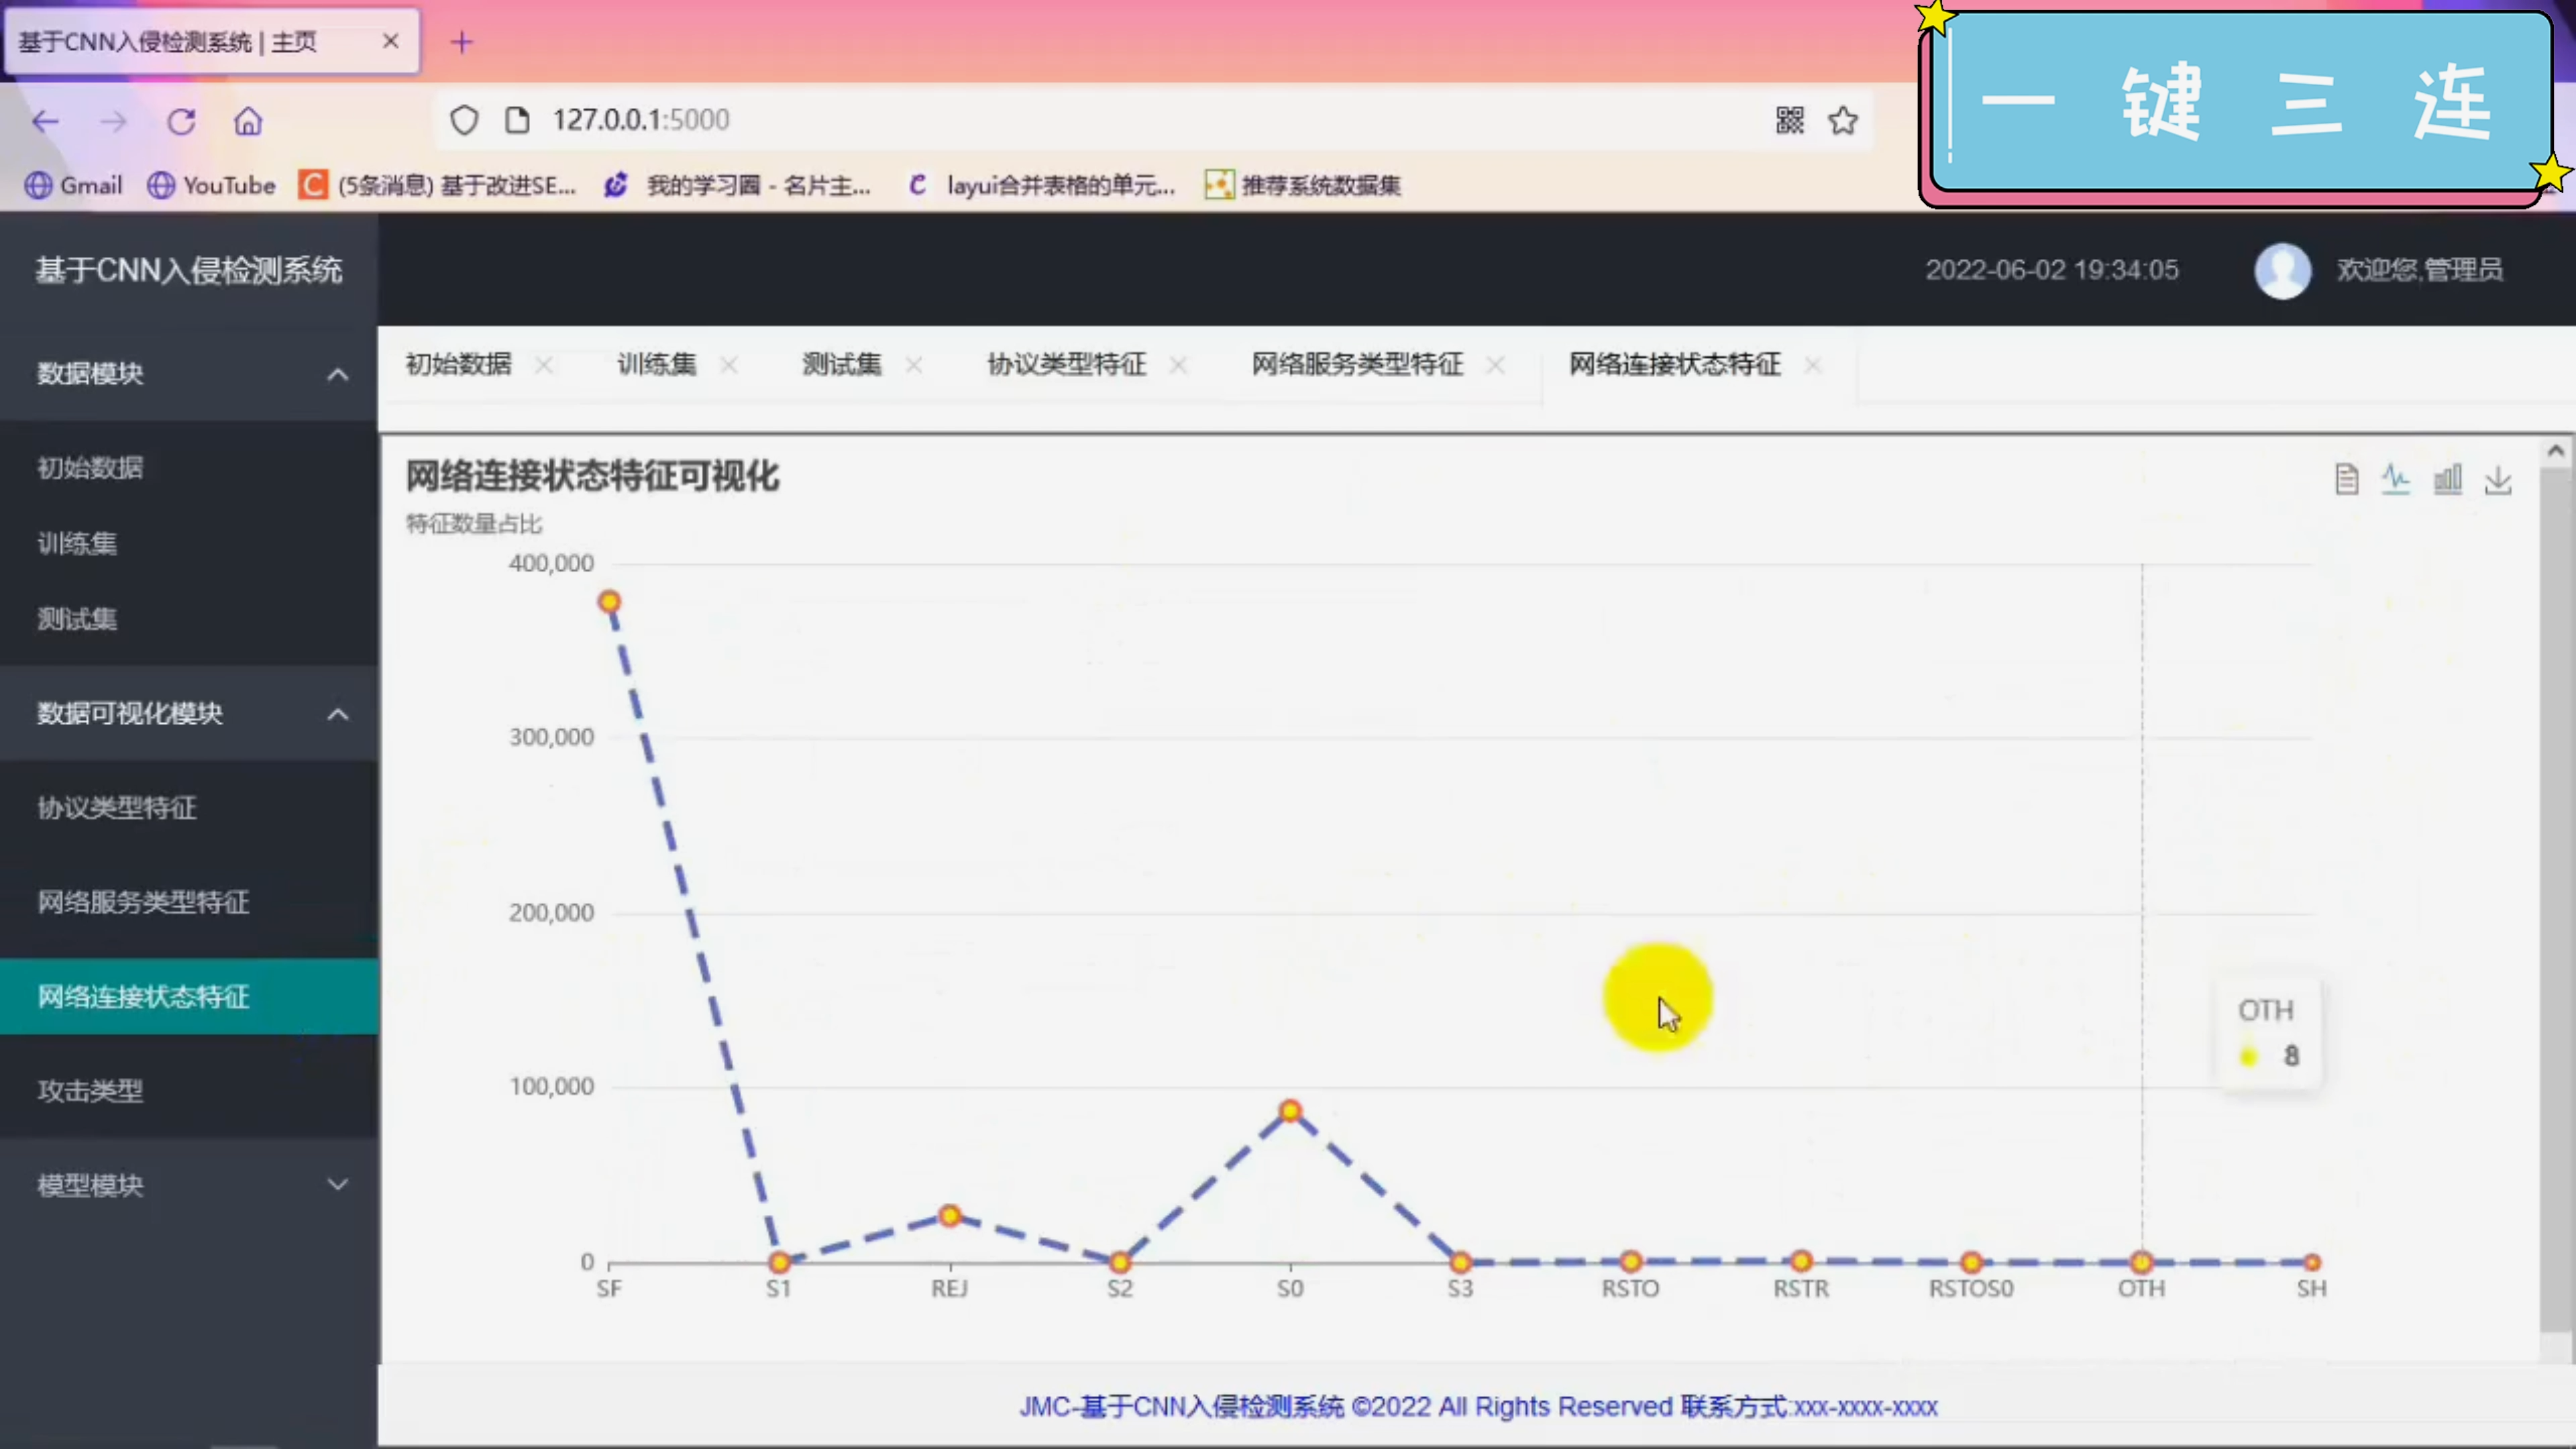 基于CNN入侵检测系统 | 主页
一键三连
127.0.0.1:5000
Gmail
YouTube
(5条消息) 基于改进SE...
我的学习圈 - 名片主...
layui合并表格的单元...
推荐系统数据集
基于CNN入侵检测系统
2022-06-02 19:34:05
欢迎您,管理员
数据模块
初始数据
训练集
测试集
数据可视化模块
协议类型特征
网络服务类型特征
网络连接状态特征
攻击类型
模型模块
初始数据
训练集
测试集
协议类型特征
网络服务类型特征
网络连接状态特征
网络连接状态特征可视化
特征数量占比
400,000
300,000
200,000
100,000
0
SF
S1
REJ
S2
S0
S3
RSTO
RSTR
RSTOS0
OTH
SH
OTH
8
JMC-基于CNN入侵检测系统 ©2022 All Rights Reserved 联系方式:xxx-xxxx-xxxx